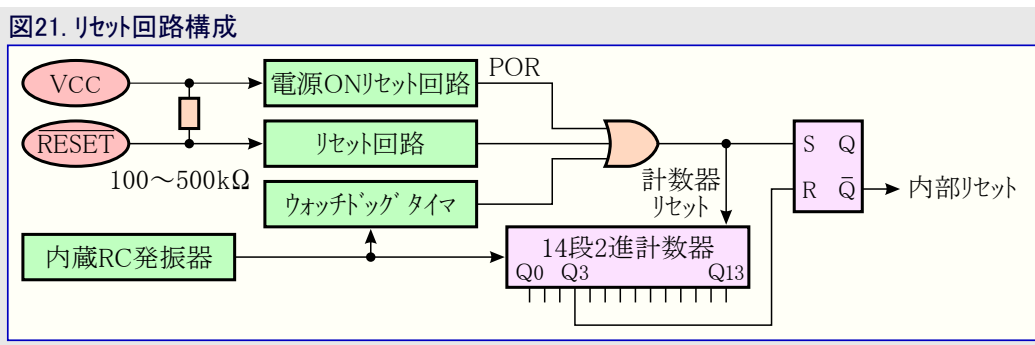 図21. リセット回路構成
VCC
電源ONリセット回路
POR
RESET
リセット回路
100～500kΩ
ウォッチドッグ タイマ
計数器
リセット
S Q
R Q̅
内部リセット
内蔵RC発振器
14段2進計数器
Q0 Q3 Q13